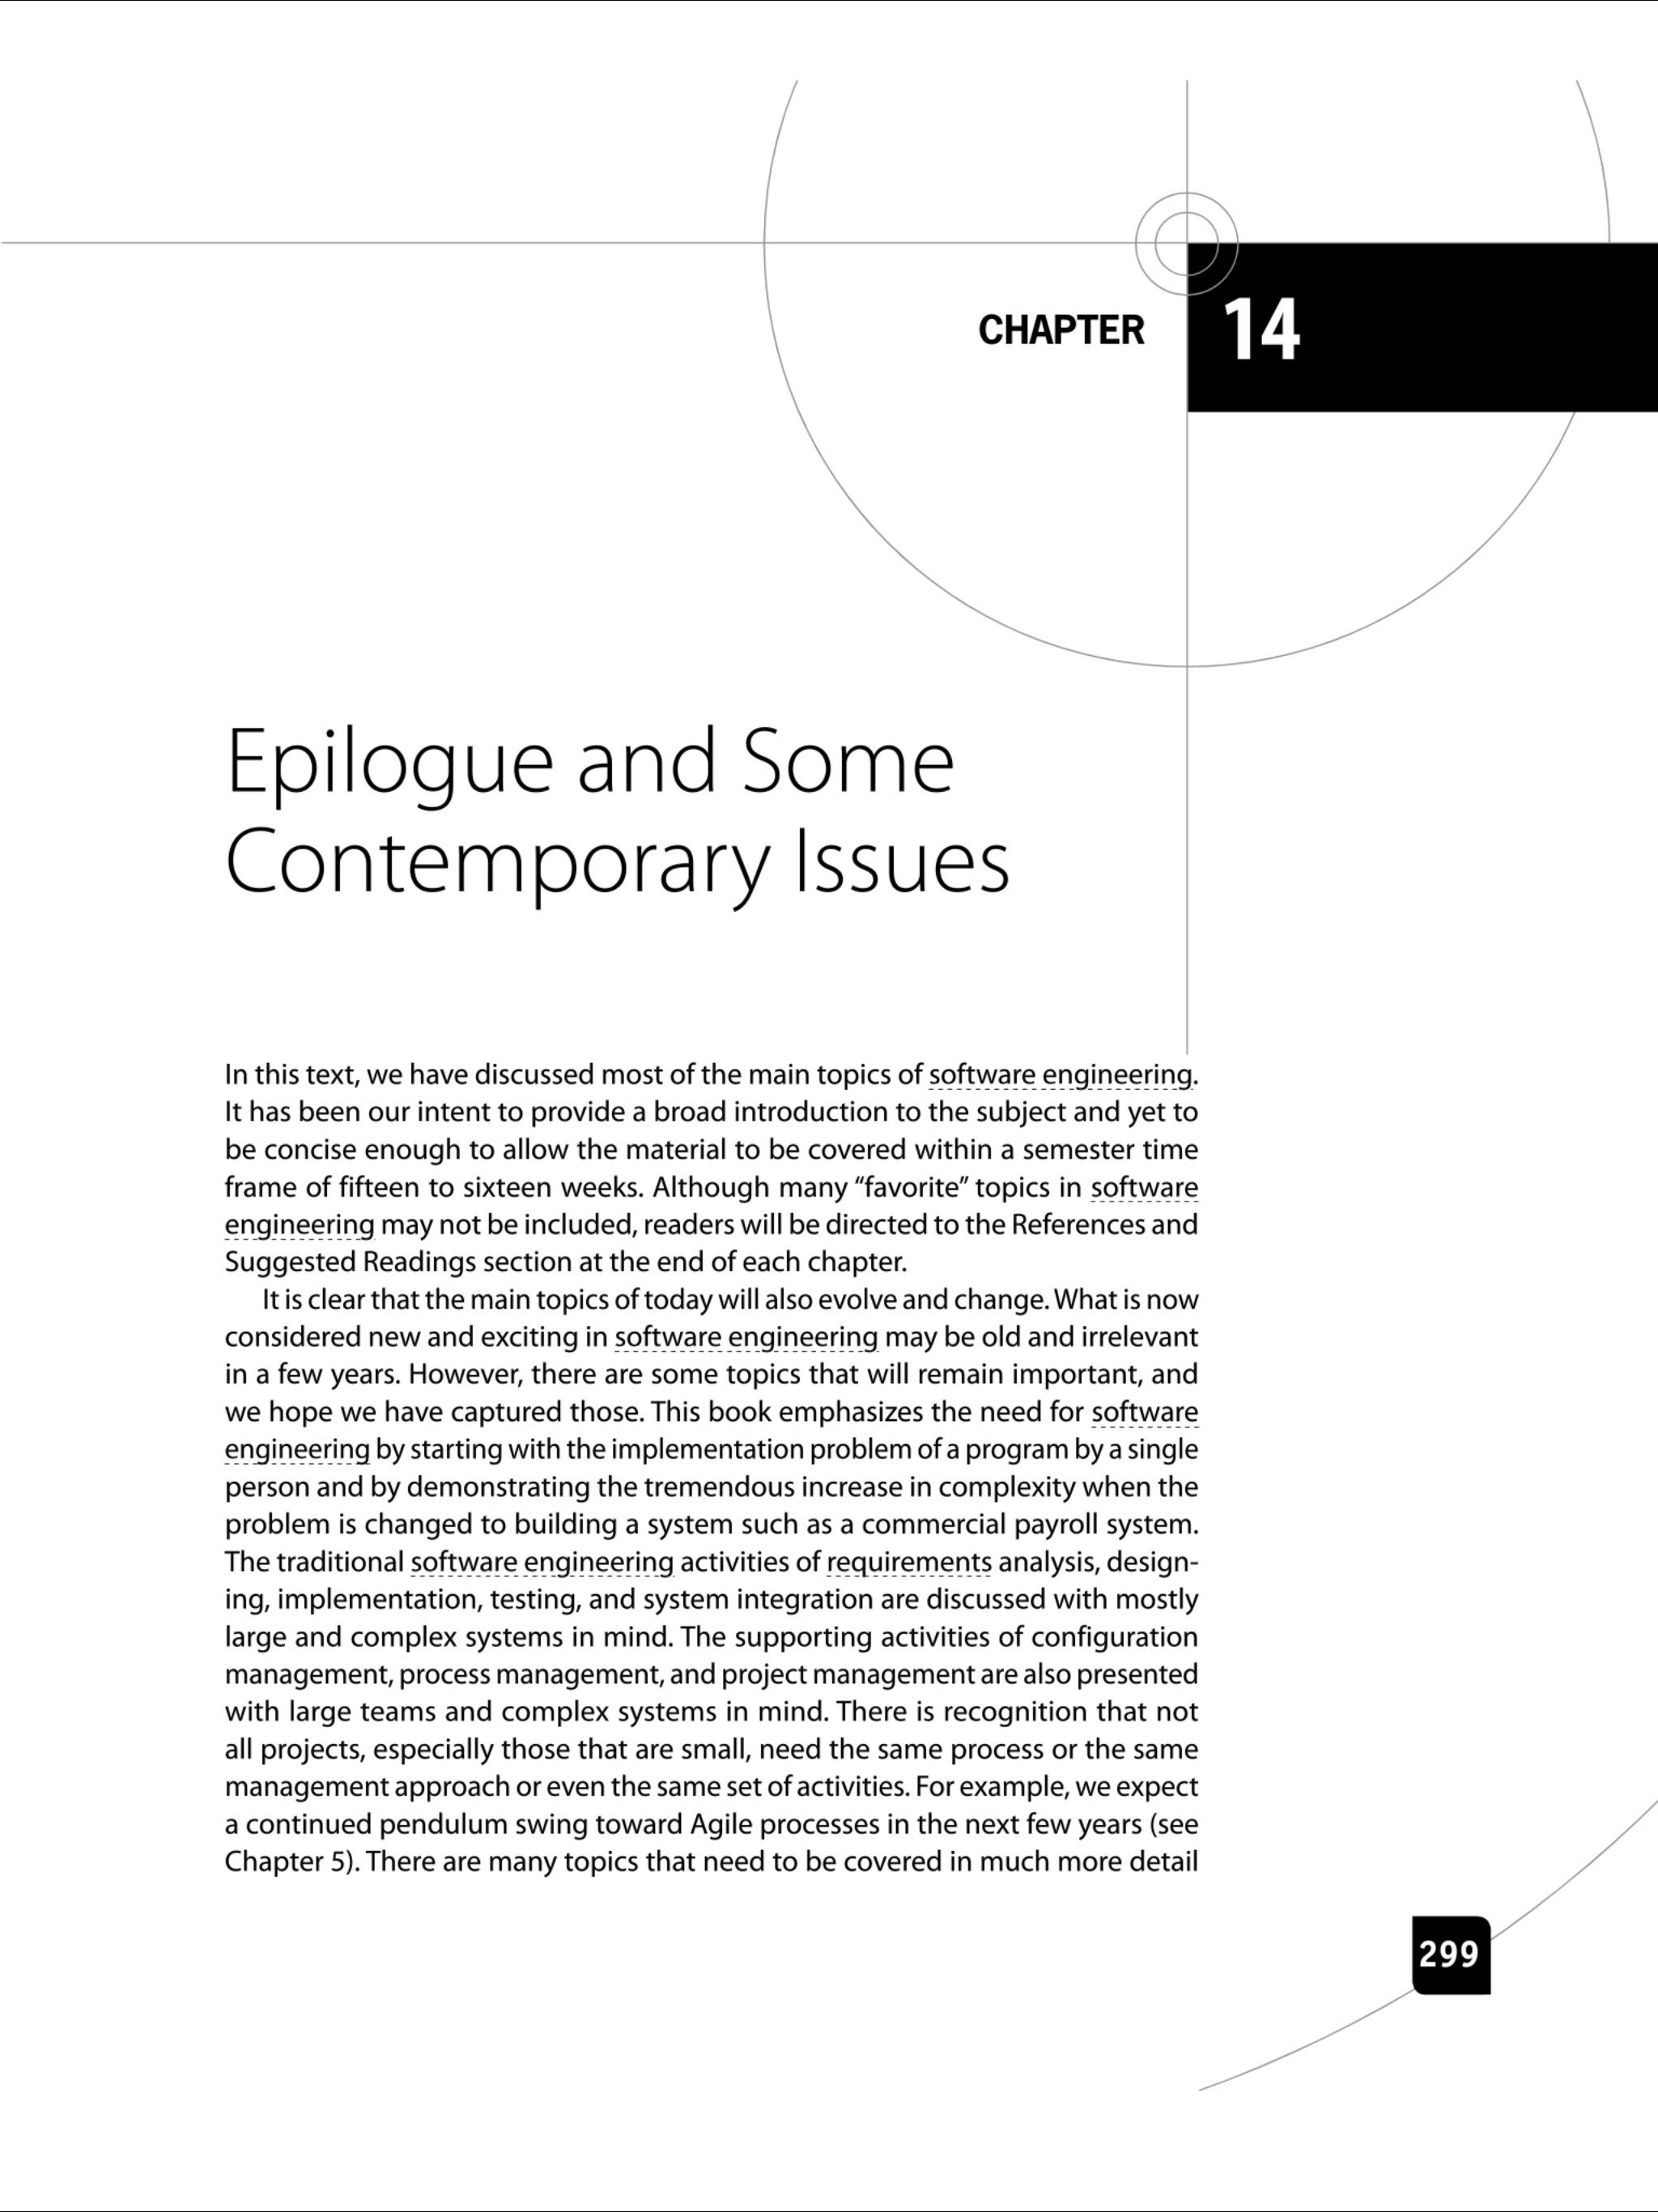 CHAPTER 14
Epilogue and Some
Contemporary Issues
In this text, we have discussed most of the main topics of software engineering.
It has been our intent to provide a broad introduction to the subject and yet to
be concise enough to allow the material to be covered within a semester time
frame of fifteen to sixteen weeks. Although many “favorite” topics in software
engineering may not be included, readers will be directed to the References and
Suggested Readings section at the end of each chapter.
It is clear that the main topics of today will also evolve and change. What is now
considered new and exciting in software engineering may be old and irrelevant
in a few years. However, there are some topics that will remain important, and
we hope we have captured those. This book emphasizes the need for software
engineering by starting with the implementation problem of a program by a single
person and by demonstrating the tremendous increase in complexity when the
problem is changed to building a system such as a commercial payroll system.
The traditional software engineering activities of requirements analysis, design-
ing, implementation, testing, and system integration are discussed with mostly
large and complex systems in mind. The supporting activities of configuration
management, process management, and project management are also presented
with large teams and complex systems in mind. There is recognition that not
all projects, especially those that are small, need the same process or the same
management approach or even the same set of activities. For example, we expect
a continued pendulum swing toward Agile processes in the next few years (see
Chapter 5). There are many topics that need to be covered in much more detail
299